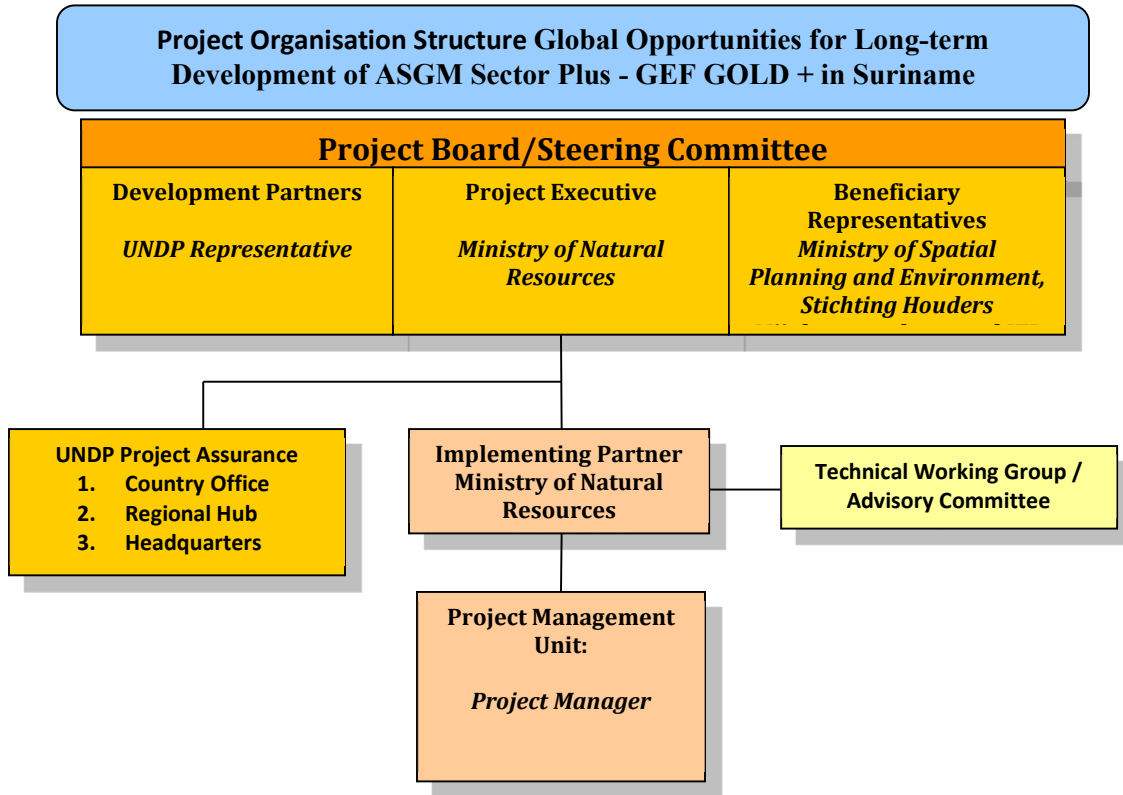 Project Organisation Structure Global Opportunities for Long-term
Development of ASGM Sector Plus - GEF GOLD + in Suriname
Project Board/Steering Committee
Development Partners
UNDP Representative
Project Executive
Ministry of Natural
Resources
Beneficiary
Representatives
Ministry of Spatial
Planning and Environment,
Stichting Houders
UNDP Project Assurance
1. Country Office
2. Regional Hub
3. Headquarters
Implementing Partner
Ministry of Natural
Resources
Technical Working Group /
Advisory Committee
Project Management
Unit:
Project Manager